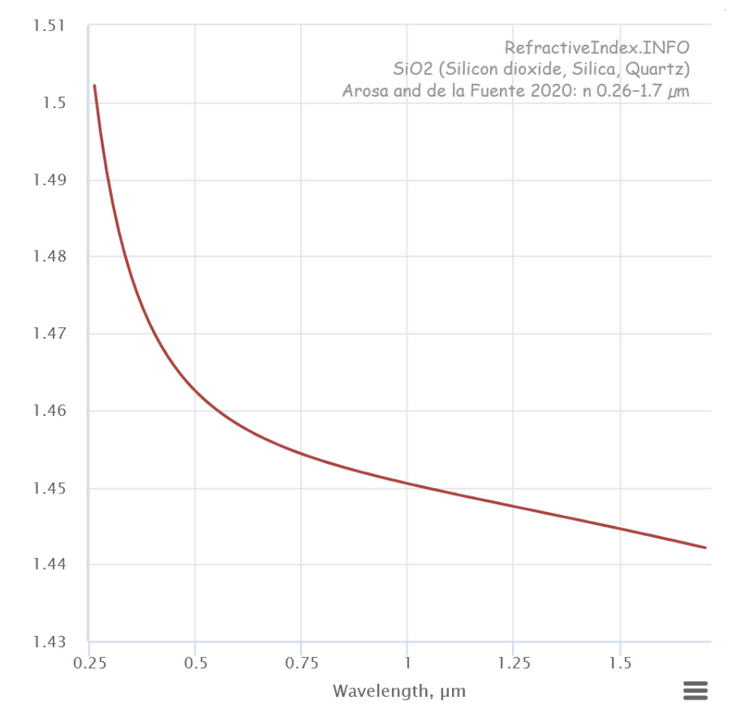 1.51
RefractiveIndex.INFO
SiO2 (Silicon dioxide, Silica, Quartz)
Arosa and de la Fuente 2020: n 0.26–1.7 µm
1.5
1.49
1.48
1.47
1.46
1.45
1.44
1.43
0.25 0.5 0.75 1 1.25 1.5
Wavelength, µm